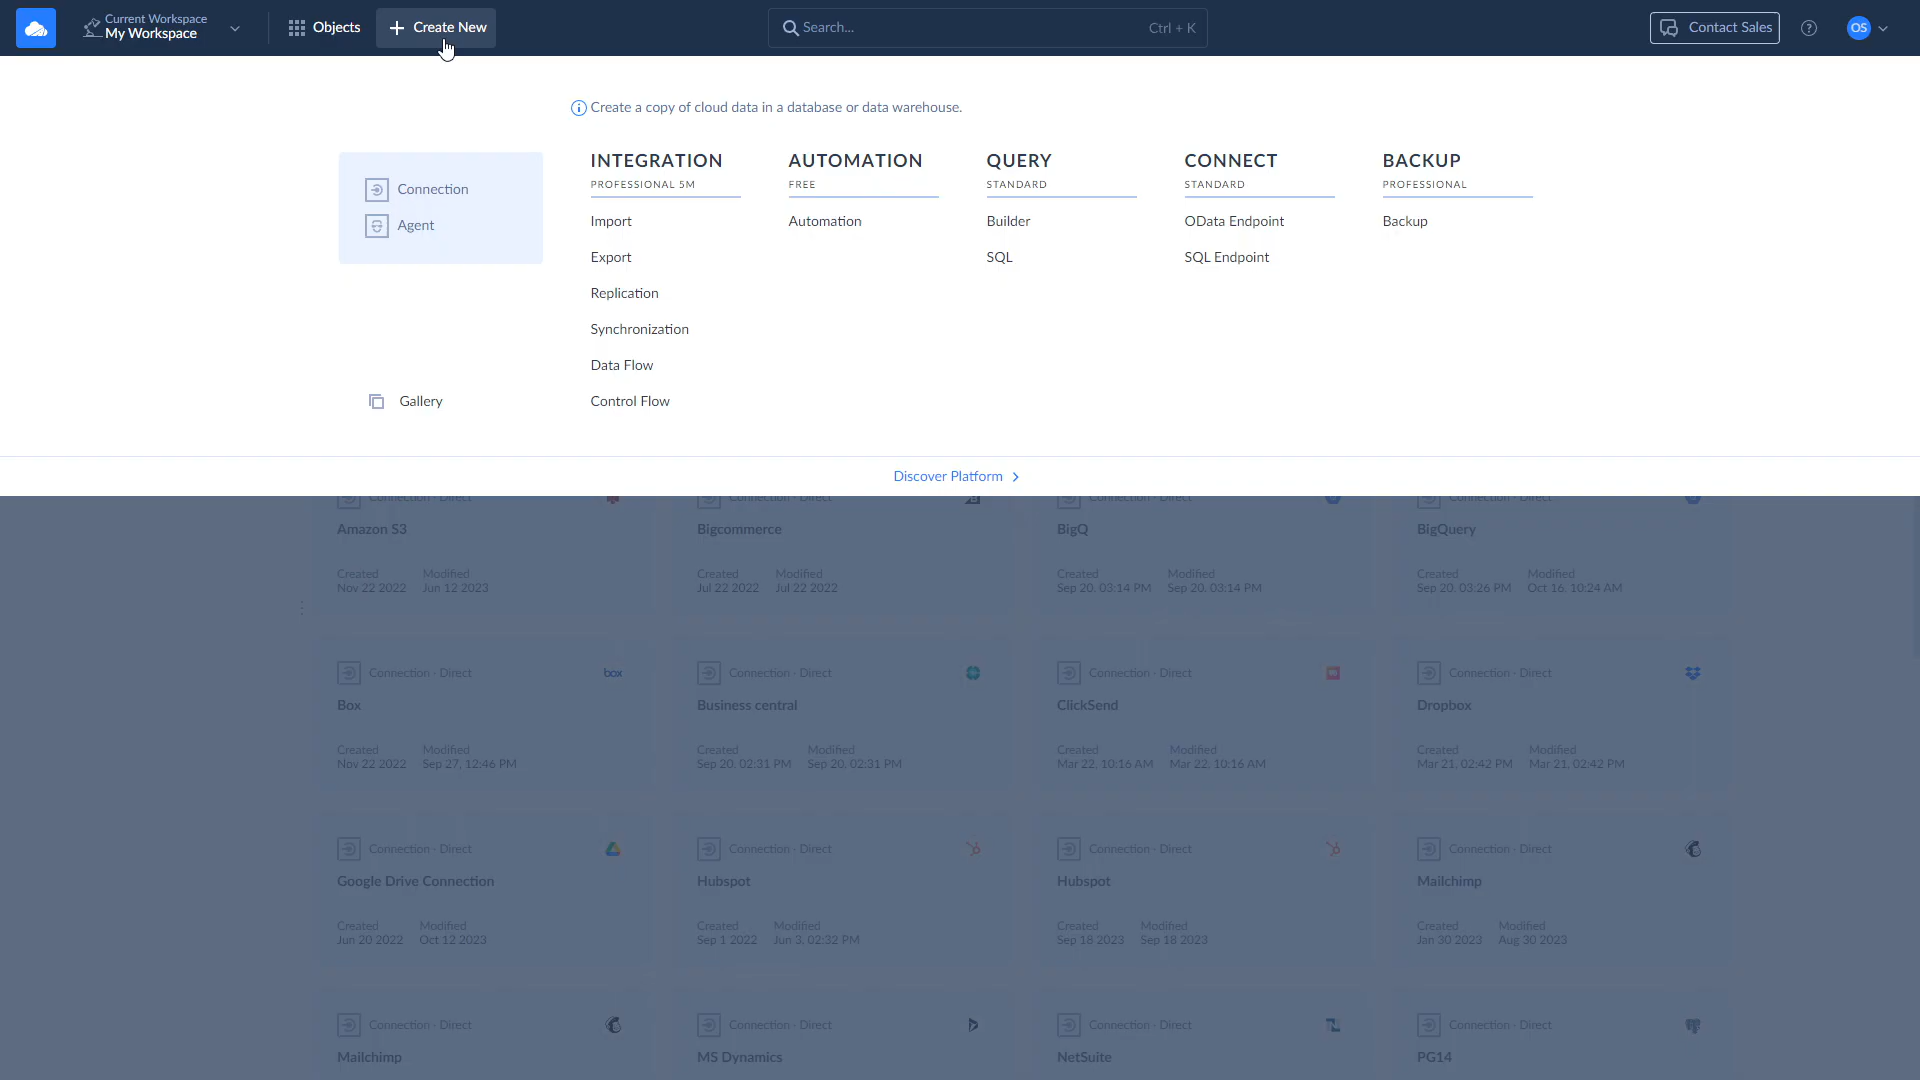 Current Workspace
My Workspace
Objects
Create New
Search...
Ctrl + K
Contact Sales
?
OS
Create a copy of cloud data in a database or data warehouse.
Connection
Agent
Gallery
INTEGRATION
PROFESSIONAL 5M
Import
Export
Replication
Synchronization
Data Flow
Control Flow
AUTOMATION
FREE
Automation
QUERY
STANDARD
Builder
SQL
CONNECT
STANDARD
OData Endpoint
SQL Endpoint
BACKUP
PROFESSIONAL
Backup
Discover Platform
Connection · Direct
Amazon S3
Created Modified
Nov 22 2022 Jun 12 2023
Connection · Direct
Bigcommerce
Created Modified
Jul 22 2022 Jul 22 2022
Connection · Direct
BigQ
Created Modified
Sep 20, 03:14 PM Sep 20, 03:14 PM
Connection · Direct
BigQuery
Created Modified
Sep 20, 03:26 PM Oct 16, 10:24 AM
Connection · Direct
box
Box
Created Modified
Nov 22 2022 Sep 27, 12:46 PM
Connection · Direct
Business central
Created Modified
Sep 20, 02:31 PM Sep 20, 02:31 PM
Connection · Direct
ClickSend
Created Modified
Mar 22, 10:16 AM Mar 22, 10:16 AM
Connection · Direct
Dropbox
Created Modified
Mar 21, 02:42 PM Mar 21, 02:42 PM
Connection · Direct
Google Drive Connection
Created Modified
Jun 20 2022 Oct 12 2023
Connection · Direct
Hubspot
Created Modified
Sep 1 2022 Jun 3, 02:32 PM
Connection · Direct
Hubspot
Created Modified
Sep 18 2023 Sep 18 2023
Connection · Direct
Mailchimp
Created Modified
Jan 30 2023 Aug 30 2023
Connection · Direct
Mailchimp
Connection · Direct
MS Dynamics
Connection · Direct
NetSuite
Connection · Direct
PG14